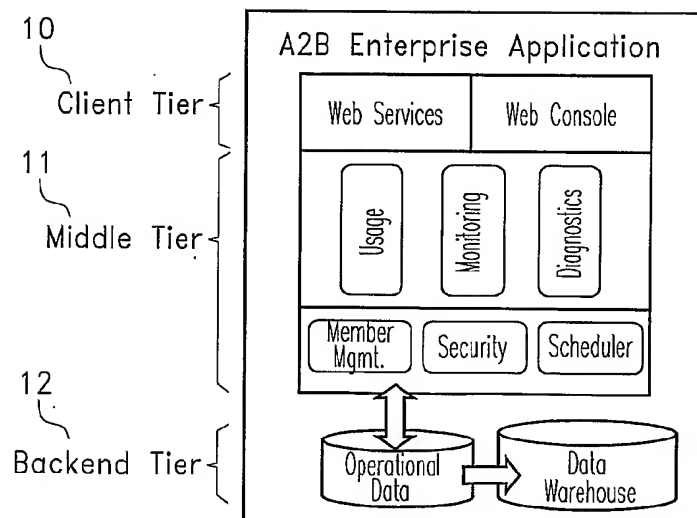 A2B Enterprise Application
10
Client Tier
Web Services
Web Console
11
Middle Tier
Usage
Monitoring
Diagnostics
Member
Mgmt.
Security
Scheduler
12
Backend Tier
Operational
Data
Data
Warehouse